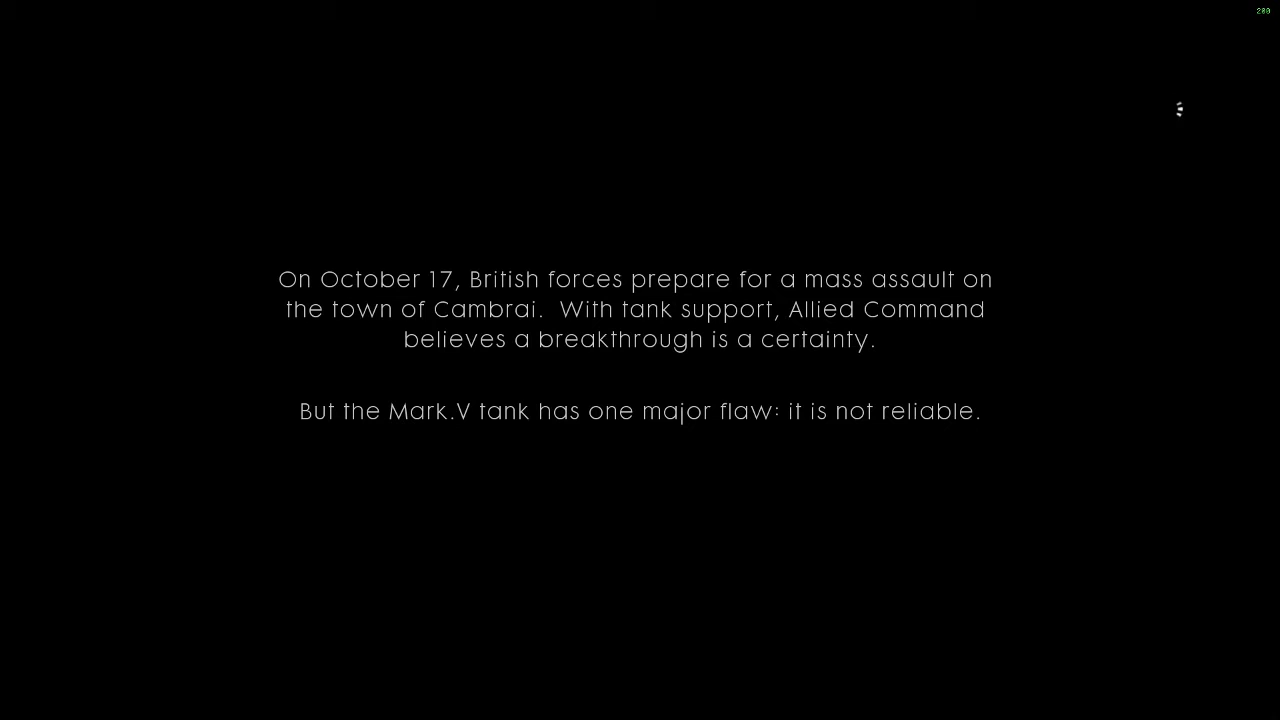 200
On October 17, British forces prepare for a mass assault on
the town of Cambrai.  With tank support, Allied Command
believes a breakthrough is a certainty.
But the Mark.V tank has one major flaw: it is not reliable.